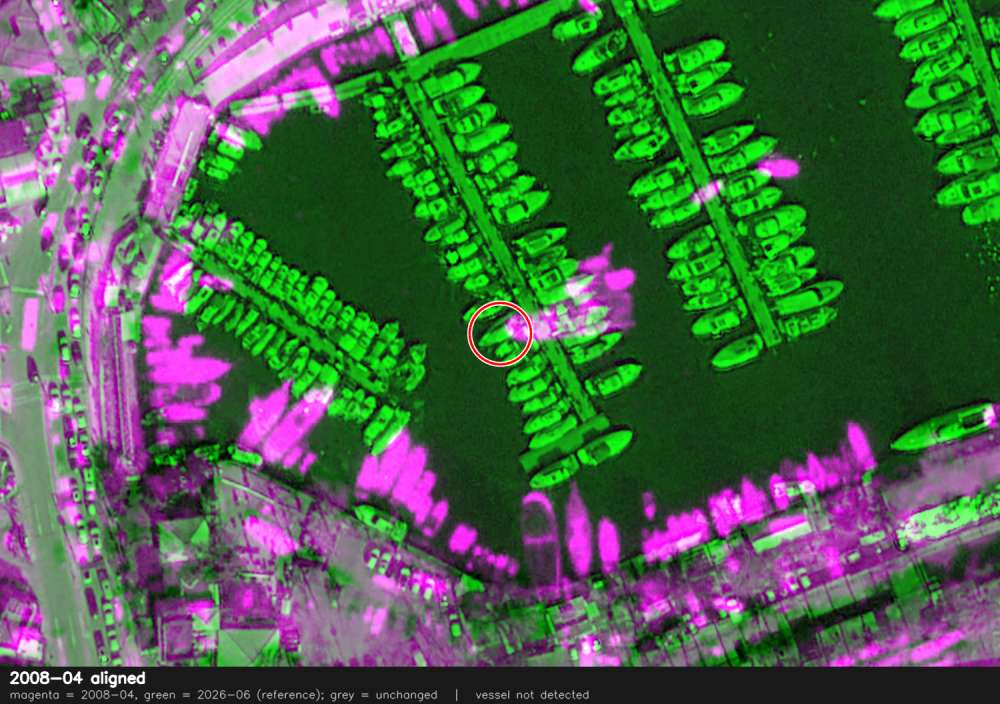 2008-04 aligned
magenta = 2008-04, green = 2026-06 (reference); grey = unchanged | vessel not detected